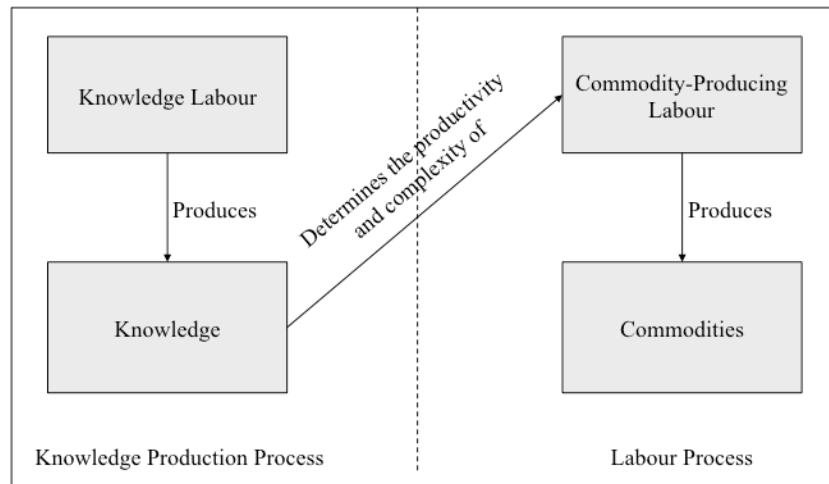 Knowledge Labour
Produces
Knowledge
Knowledge Production Process
Determines the productivity
and complexity of
Commodity-Producing
Labour
Produces
Commodities
Labour Process